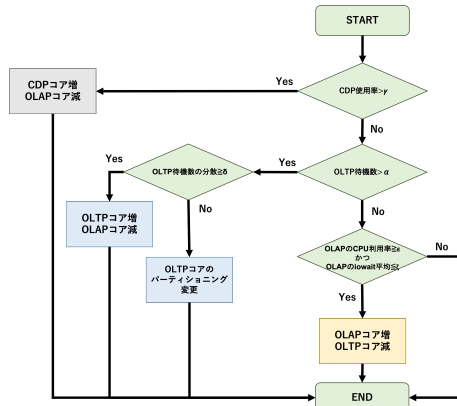 START
CDP使用率>γ
Yes
CDPコア増
OLAPコア減
No
OLTP待機数>α
Yes
OLTP待機数の分散≧δ
Yes
OLTPコア増
OLAPコア減
No
OLTPコアの
パーティショニング
変更
No
OLAPのCPU利用率≧ε
かつ
OLAPのiowait平均≦ζ
No
Yes
OLAPコア増
OLTPコア減
END